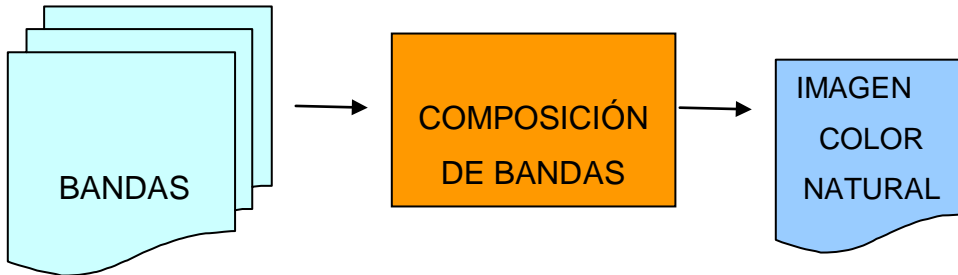 BANDAS
COMPOSICIÓN
DE BANDAS
IMAGEN
COLOR
NATURAL